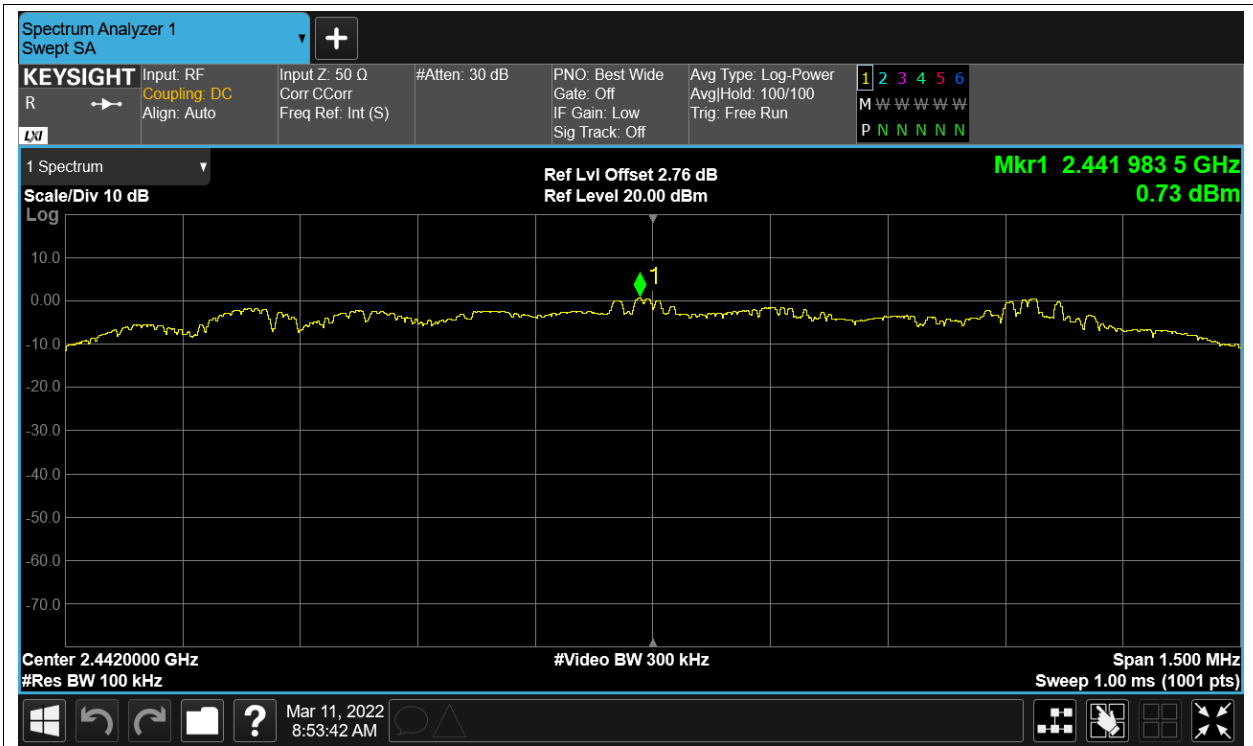 Spectrum Analyzer 1
Swept SA
KEYSIGHT
R
LXI
Input: RF
Coupling: DC
Align: Auto
Input Z: 50 Ω
Corr CCorr
Freq Ref: Int (S)
#Atten: 30 dB
PNO: Best Wide
Gate: Off
IF Gain: Low
Sig Track: Off
Avg Type: Log-Power
Avg|Hold: 100/100
Trig: Free Run
1 2 3 4 5 6
M W W W W W
P N N N N N
1 Spectrum
Scale/Div 10 dB
Log
Ref Lvl Offset 2.76 dB
Ref Level 20.00 dBm
Mkr1 2.441 983 5 GHz
0.73 dBm
10.0
0.00
-10.0
-20.0
-30.0
-40.0
-50.0
-60.0
-70.0
1
Center 2.4420000 GHz
#Res BW 100 kHz
#Video BW 300 kHz
Span 1.500 MHz
Sweep 1.00 ms (1001 pts)
?
Mar 11, 2022
8:53:42 AM